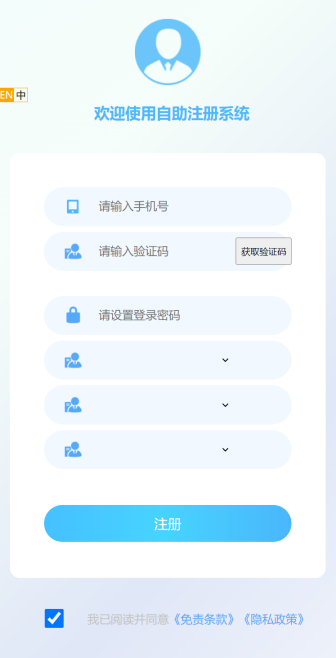 EN 中
欢迎使用自助注册系统
请输入手机号
请输入验证码 获取验证码
请设置登录密码
注册
我已阅读并同意《免责条款》《隐私政策》